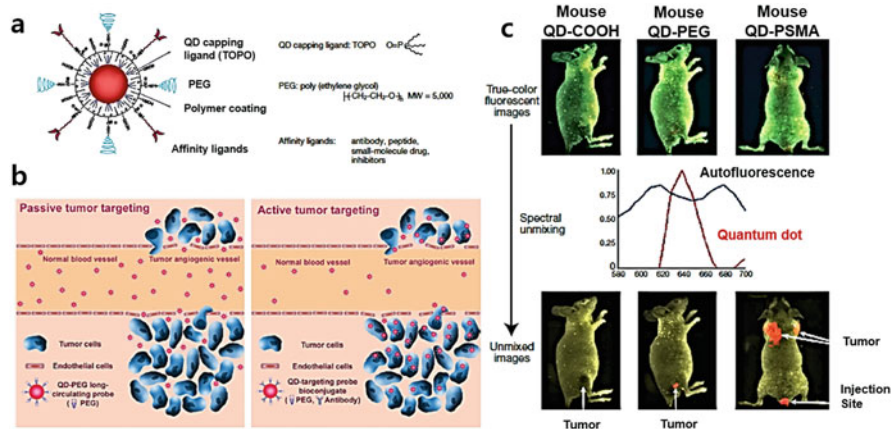 a
QD capping
ligand (TOPO)
PEG
Polymer coating
Affinity ligands
QD capping ligand: TOPO
O=P
PEG: poly (ethylene glycol)
MW = 5,000
Affinity ligands: antibody, peptide,
small-molecule drug,
inhibitors
b
Passive tumor targeting
Normal blood vessel
Tumor angiogenic vessel
Tumor cells
Endothelial cells
QD-PEG long-
circulating probe
( PEG)
Active tumor targeting
Normal blood vessel
Tumor angiogenic vessel
Tumor cells
Endothelial cells
QD-targeting probe
bioconjugats
( PEG, Antibody)
c
Mouse
QD-COOH
Mouse
QD-PEG
Mouse
QD-PSMA
True-color
fluorescent
images
Spectral
unmixing
Unmixed
images
1.00
0.75
0.50
0.25
0
580
620
640
680
700
Autofluorescence
Quantum dot
Tumor
Injection
Site
Tumor
Tumor